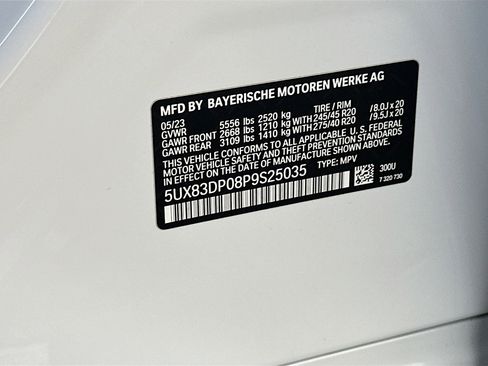 MFD BY BAYERISCHE MOTOREN WERKE AG
05/23 5556 lbs 2520 kg TIRE / RIM
GVWR
GAWR FRONT 2668 lbs 1210 kg WITH 245/45 R20 / 8.0J x 20
GAWR REAR 3109 lbs 1410 kg WITH 275/40 R20 / 9.5J x 20
THIS VEHICLE CONFORMS TO ALL APPLICABLE U.S. FEDERAL
MOTOR VEHICLE SAFETY, BUMPER, AND THEFT PREVENTION STANDARDS
IN EFFECT ON THE DATE OF MANUFACTURE SHOWN ABOVE.
5UX83DP08P9S25035 TYPE: MPV 300U
7 320 730